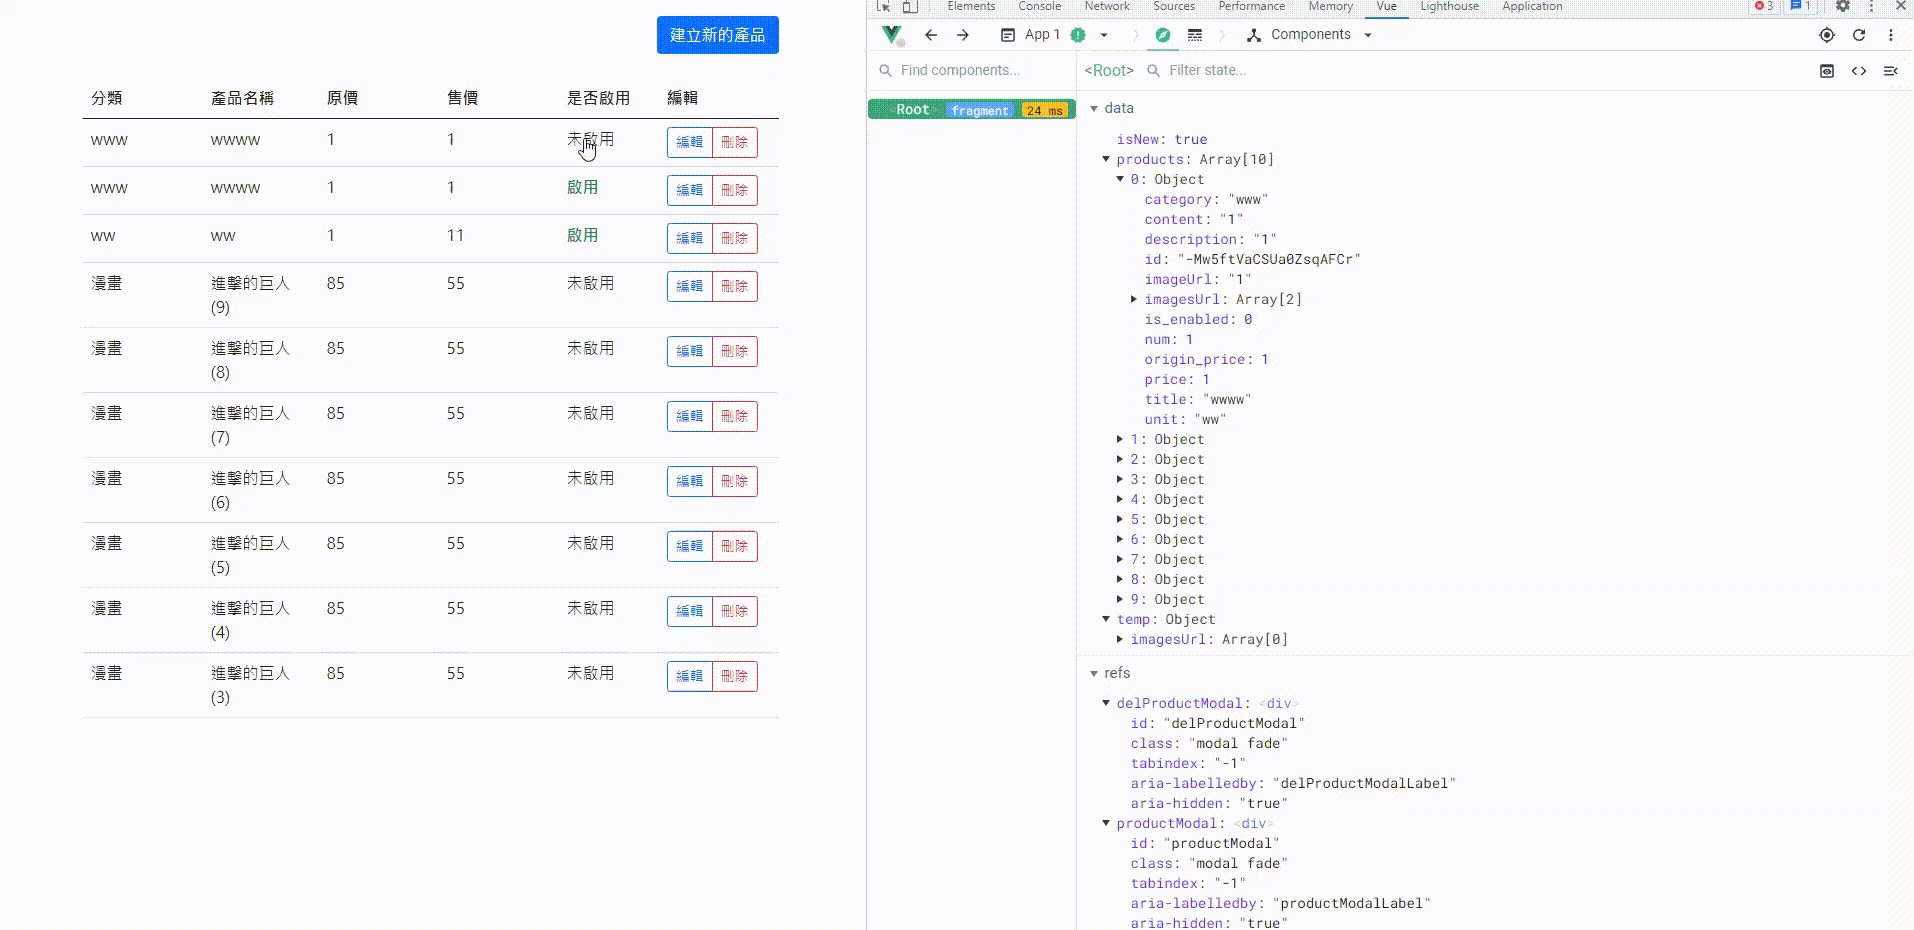 建立新的產品
分類 產品名稱 原價 售價 是否啟用 編輯
www wwww 1 1 未啟用 編輯 刪除
www wwww 1 1 啟用 編輯 刪除
ww ww 1 11 啟用 編輯 刪除
漫畫 進擊的巨人 85 55 未啟用 編輯 刪除
(9)
漫畫 進擊的巨人 85 55 未啟用 編輯 刪除
(8)
漫畫 進擊的巨人 85 55 未啟用 編輯 刪除
(7)
漫畫 進擊的巨人 85 55 未啟用 編輯 刪除
(6)
漫畫 進擊的巨人 85 55 未啟用 編輯 刪除
(5)
漫畫 進擊的巨人 85 55 未啟用 編輯 刪除
(4)
漫畫 進擊的巨人 85 55 未啟用 編輯 刪除
(3)
Elements Console Network Sources Performance Memory Vue Lighthouse Application 3 1
App 1 Components
Find components...
<Root> Filter state...
Root fragment 24 ms
data
isNew: true
products: Array[10]
0: Object
category: "www"
content: "1"
description: "1"
id: "-Mw5ftVaCSUa0ZsqAFCr"
imageUrl: "1"
imagesUrl: Array[2]
is_enabled: 0
num: 1
origin_price: 1
price: 1
title: "wwww"
unit: "ww"
1: Object
2: Object
3: Object
4: Object
5: Object
6: Object
7: Object
8: Object
9: Object
temp: Object
imagesUrl: Array[0]
refs
delProductModal: <div>
id: "delProductModal"
class: "modal fade"
tabindex: "-1"
aria-labelledby: "delProductModalLabel"
aria-hidden: "true"
productModal: <div>
id: "productModal"
class: "modal fade"
tabindex: "-1"
aria-labelledby: "productModalLabel"
aria-hidden: "true"